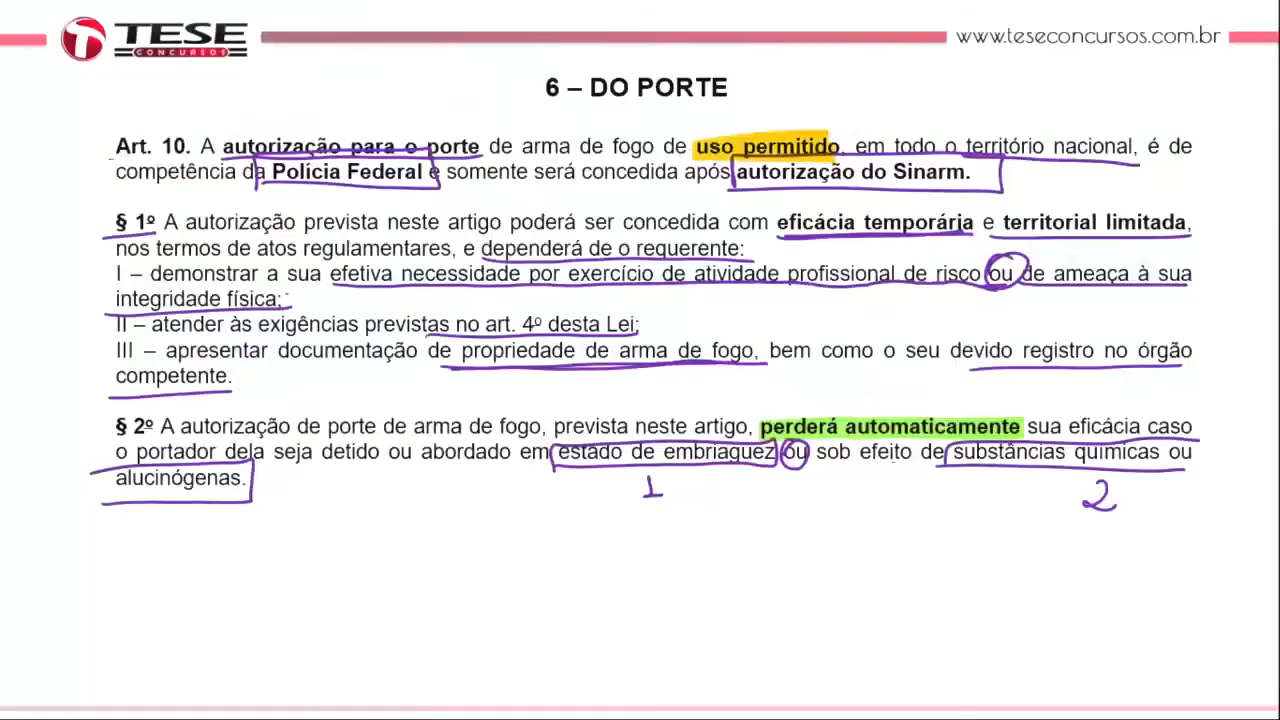 TESE
CONCURSOS
www.teseconcursos.com.br
6 – DO PORTE
Art. 10. A autorização para o porte de arma de fogo de uso permitido, em todo o território nacional, é de
competência da Polícia Federal e somente será concedida após autorização do Sinarm.
§ 1º A autorização prevista neste artigo poderá ser concedida com eficácia temporária e territorial limitada,
nos termos de atos regulamentares, e dependerá de o requerente:
I – demonstrar a sua efetiva necessidade por exercício de atividade profissional de risco ou de ameaça à sua
integridade física;
II – atender às exigências previstas no art. 4º desta Lei;
III – apresentar documentação de propriedade de arma de fogo, bem como o seu devido registro no órgão
competente.
§ 2º A autorização de porte de arma de fogo, prevista neste artigo, perderá automaticamente sua eficácia caso
o portador dela seja detido ou abordado em estado de embriaguez ou sob efeito de substâncias químicas ou
alucinógenas.
1
2